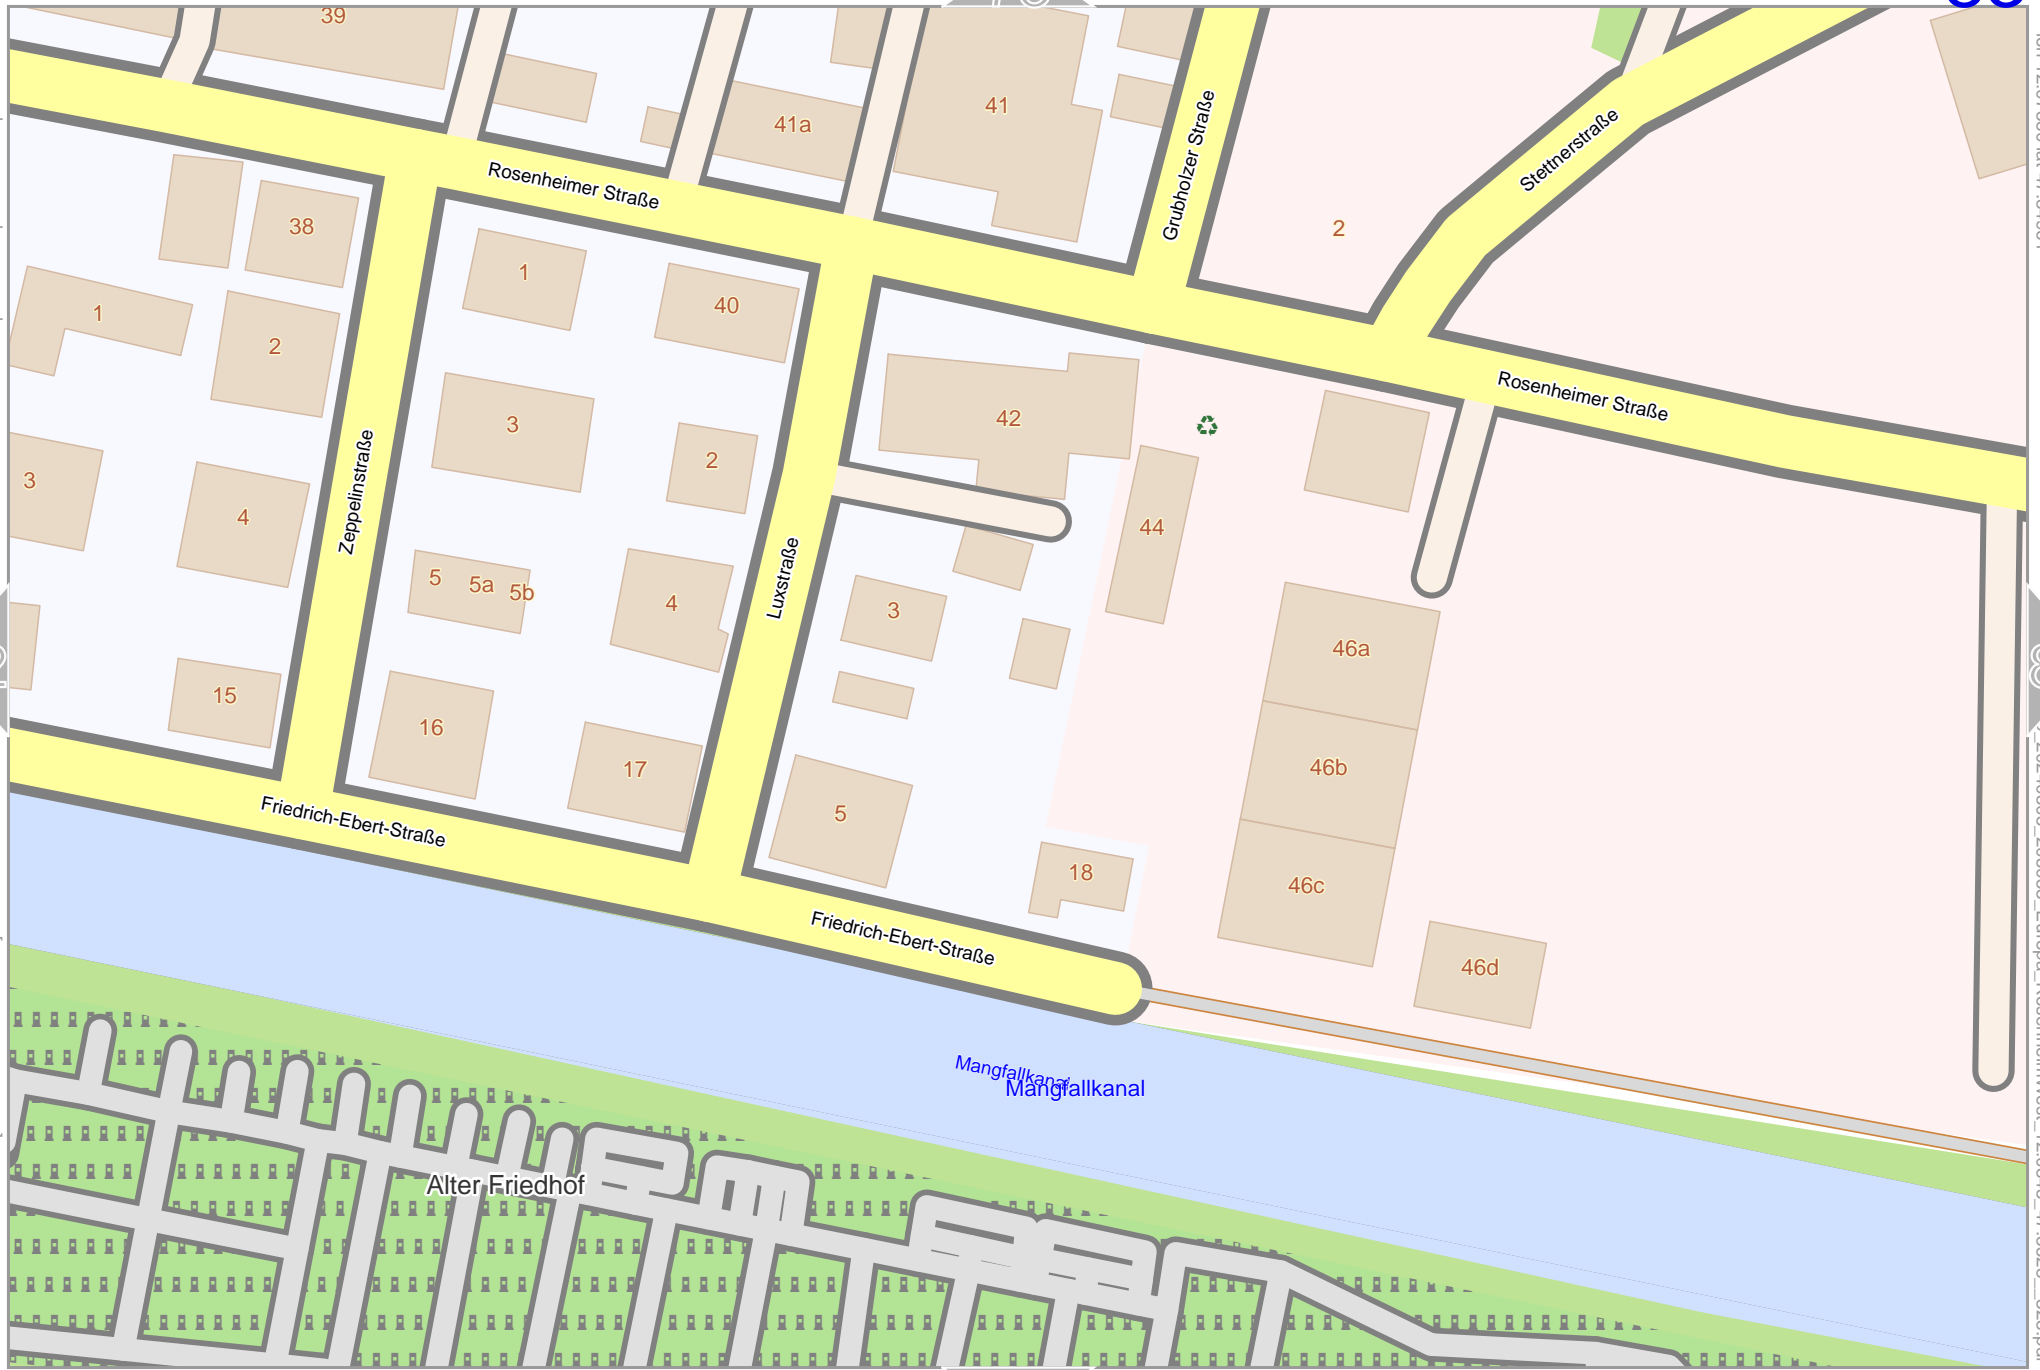 39
41
41a
Rosenheimer Straße
Grubholzer Straße
Stettnerstraße
2
38
1
40
1
2
42
Rosenheimer Straße
3
2
3
4
Zeppelinstraße
44
5 5a 5b
4
Luxstraße
3
46a
15
16
17
46b
5
Friedrich-Ebert-Straße
18
46c
Friedrich-Ebert-Straße
46d
Mangfallkanal
Mangfallkanal
Alter Friedhof